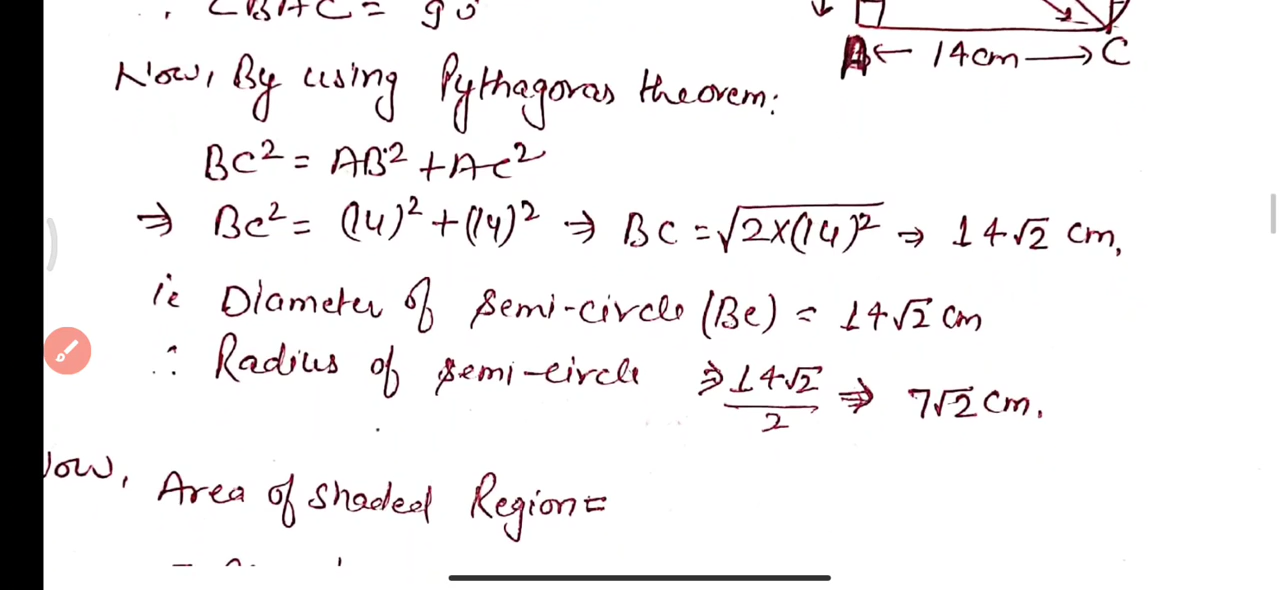 ∴ ∠BAC = 90
A ← 14cm → C
Now, By using Pythagoras theorem:
BC² = AB² + AC²
⇒ BC² = (14)² + (14)² ⇒ BC = √2×(14)² ⇒ 14√2 cm,
ie Diameter of semi-circle (BC) = 14√2 cm
∴ Radius of semi-circle ⇒ 14√2/2 ⇒ 7√2 cm.
Now, Area of shaded Region =